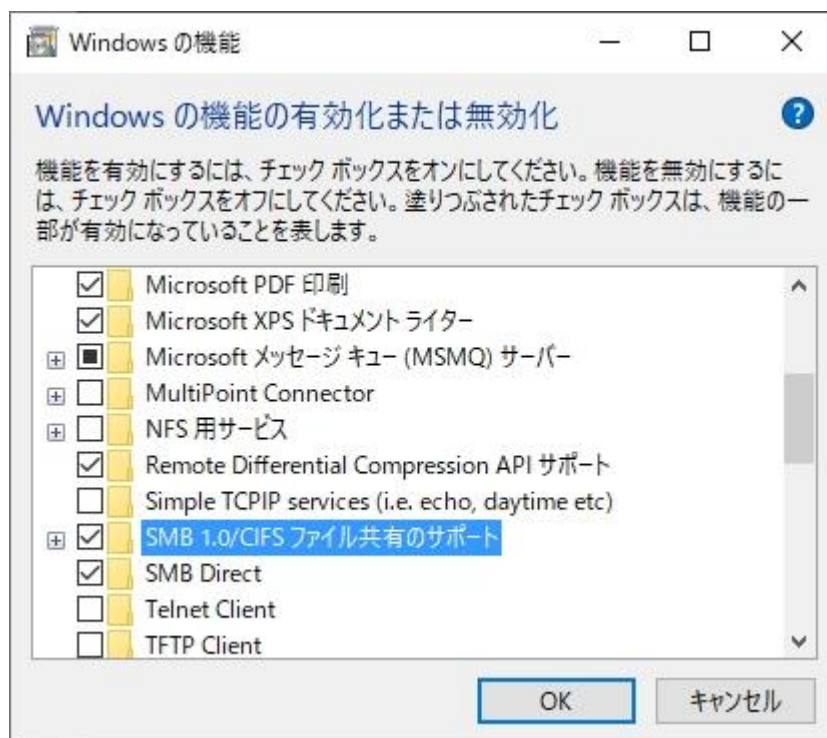 Windows の機能
Windows の機能の有効化または無効化
機能を有効にするには、チェック ボックスをオンにしてください。機能を無効にするに
は、チェック ボックスをオフにしてください。塗りつぶされたチェック ボックスは、機能の一
部が有効になっていることを表します。
Microsoft PDF 印刷
Microsoft XPS ドキュメント ライター
Microsoft メッセージ キュー (MSMQ) サーバー
MultiPoint Connector
NFS 用サービス
Remote Differential Compression API サポート
Simple TCPIP services (i.e. echo, daytime etc)
SMB 1.0/CIFS ファイル共有のサポート
SMB Direct
Telnet Client
TFTP Client
OK
キャンセル